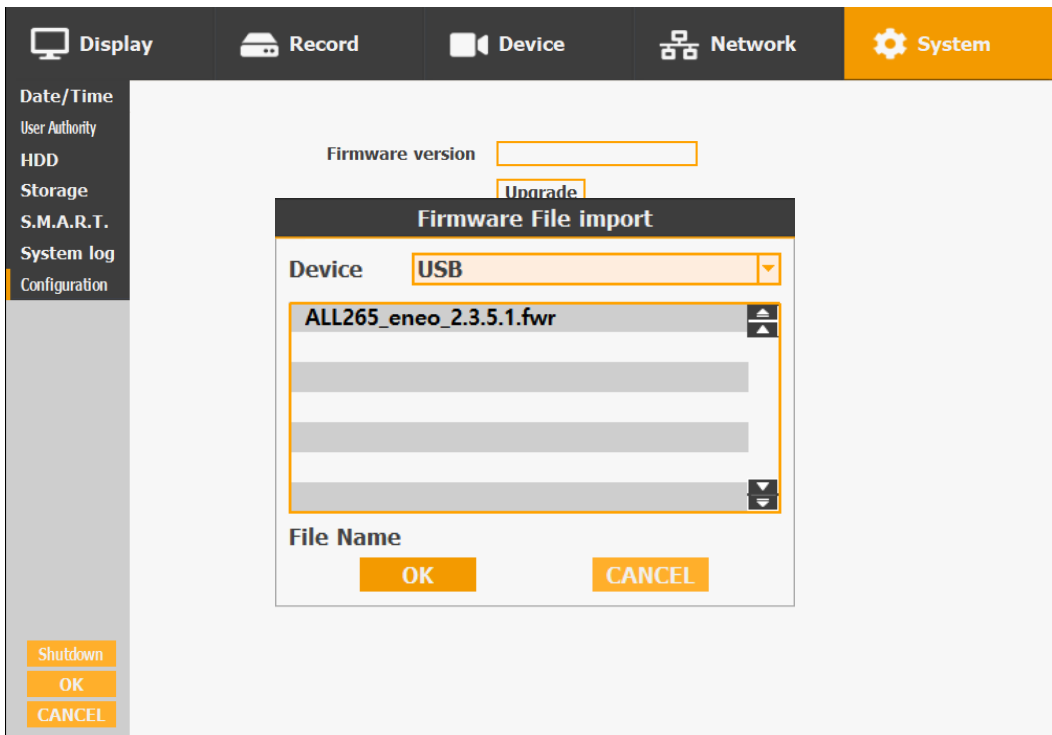 Display Record Device Network System
Date/Time
User Authority
HDD
Storage
S.M.A.R.T.
System log
Configuration
Firmware version
Upgrade
Firmware File import
Device USB
ALL265_eneo_2.3.5.1.fwr
File Name
OK CANCEL
Shutdown
OK
CANCEL